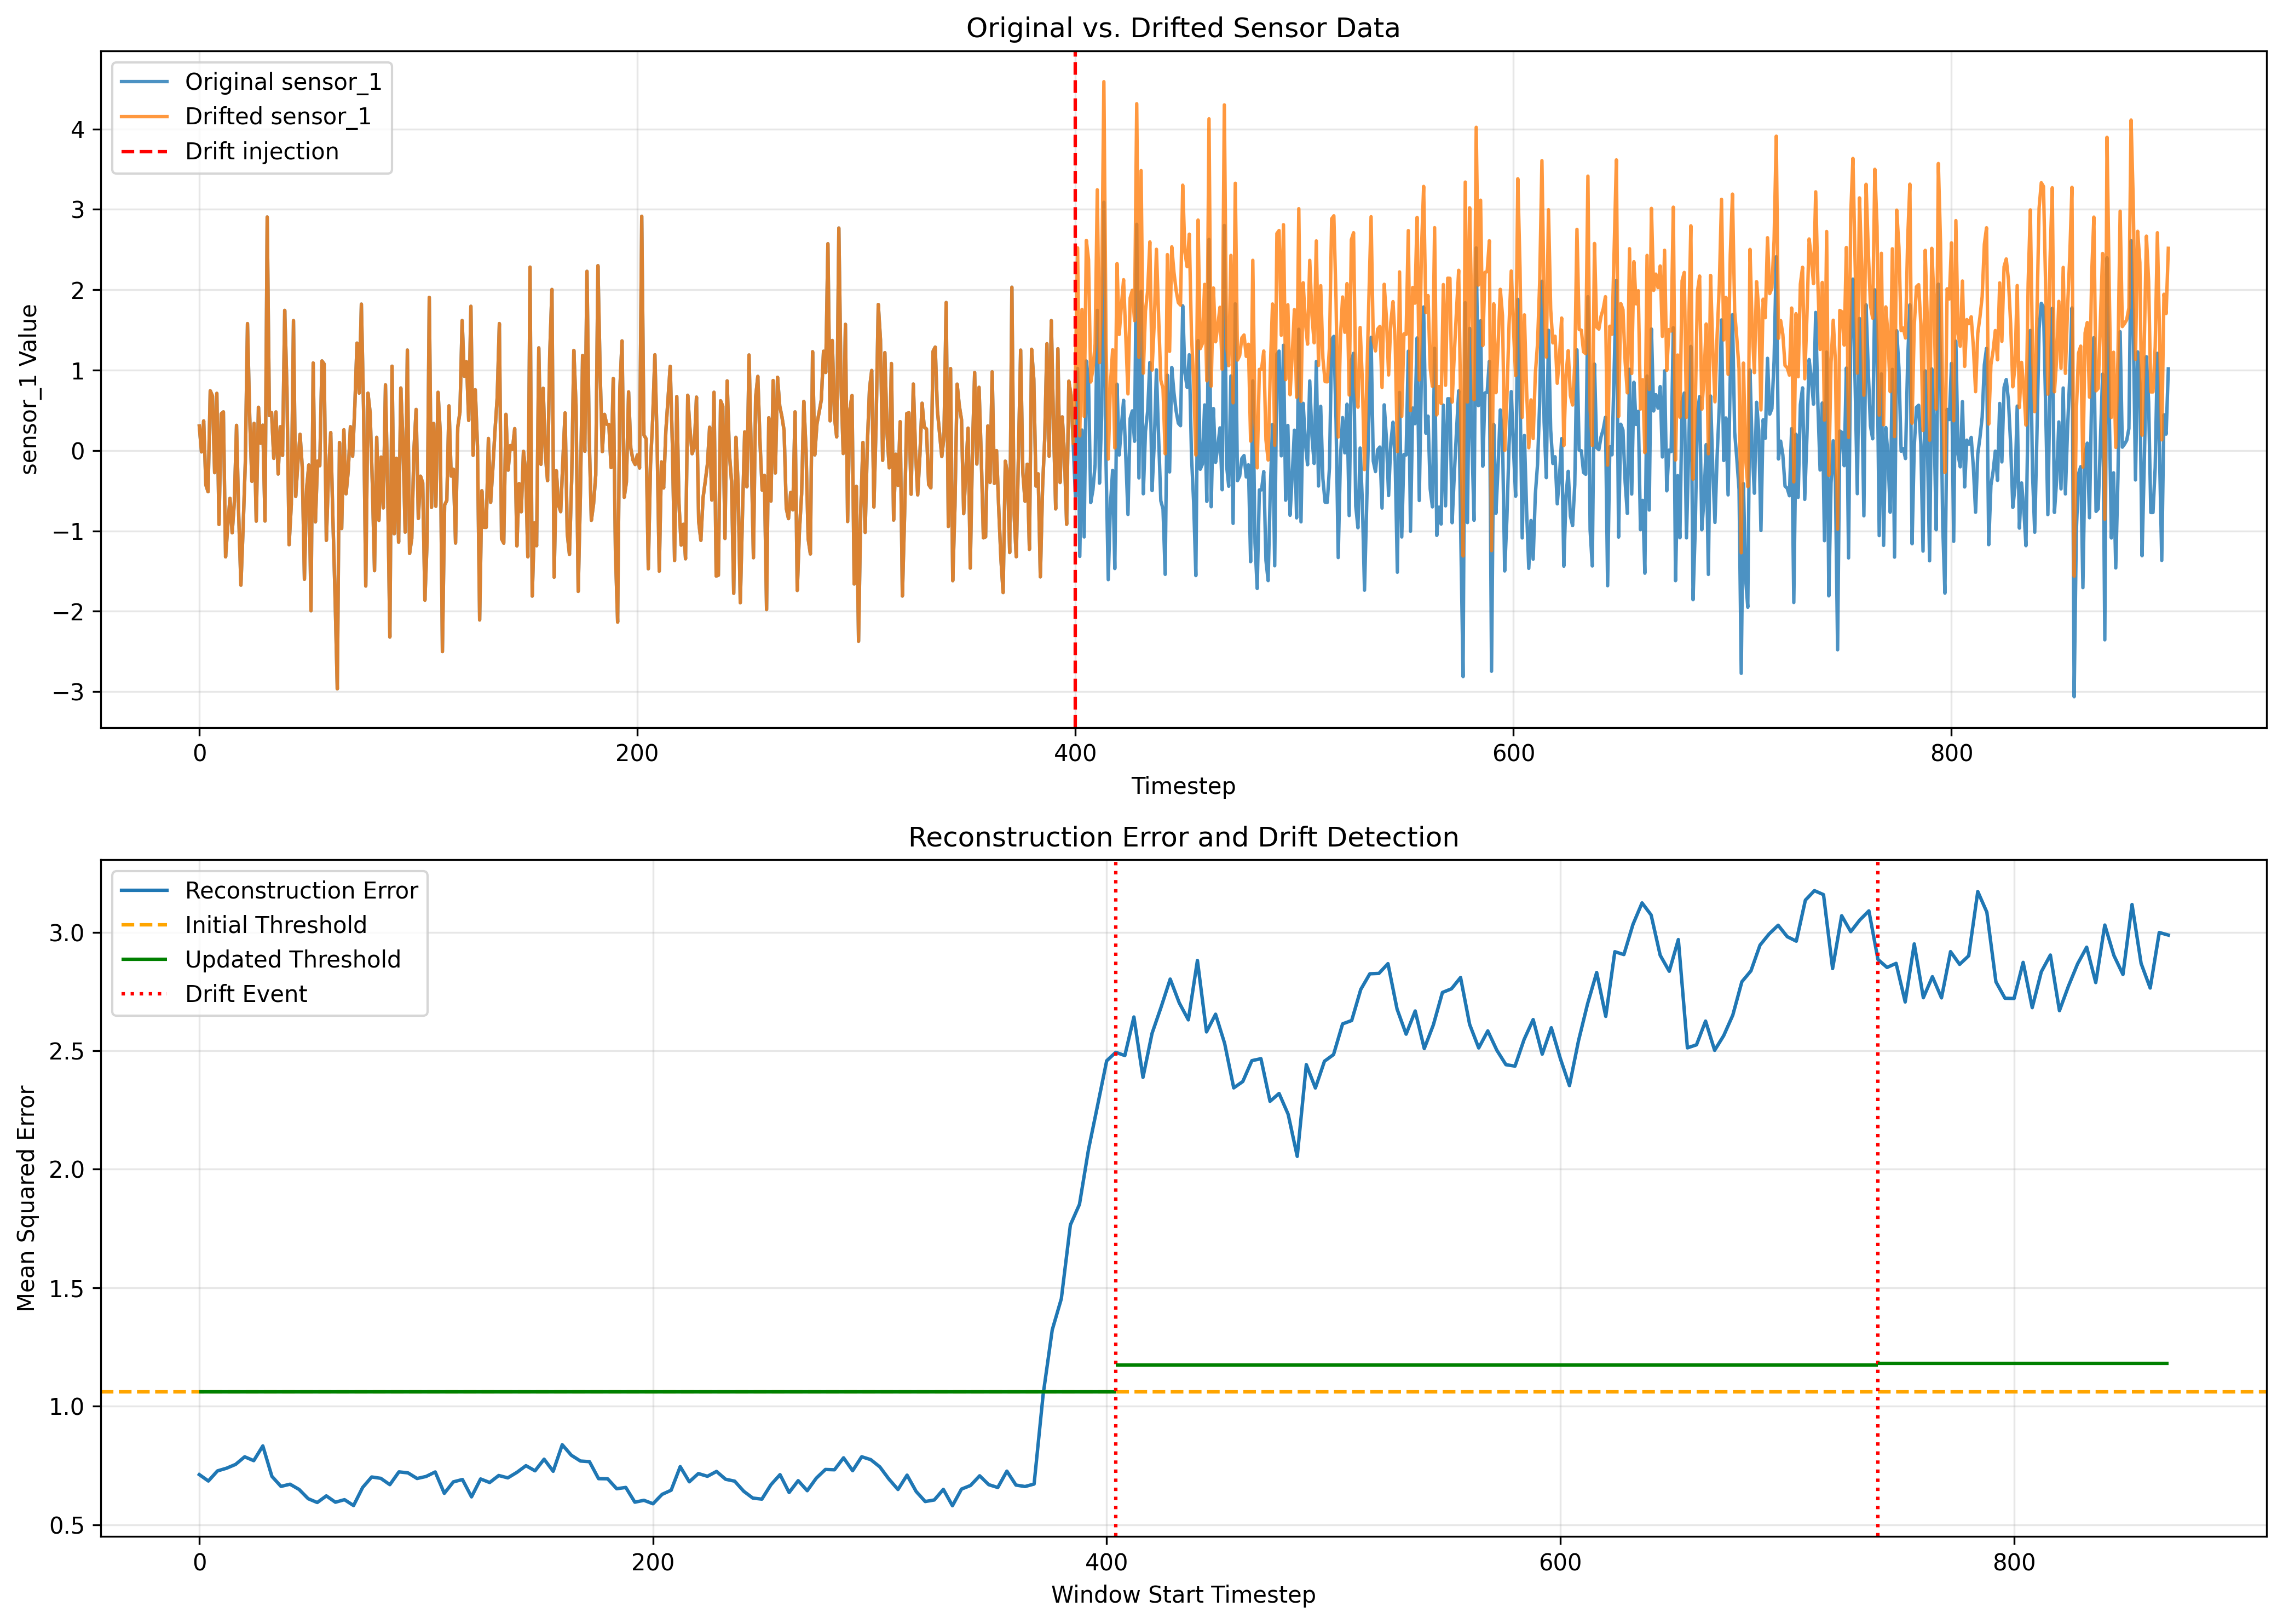 Original vs. Drifted Sensor Data
Original sensor_1
Drifted sensor_1
Drift injection
sensor_1 Value
4
3
2
1
0
−1
−2
−3
0 200 400 600 800
Timestep
Reconstruction Error and Drift Detection
Reconstruction Error
Initial Threshold
Updated Threshold
Drift Event
Mean Squared Error
3.0
2.5
2.0
1.5
1.0
0.5
0 200 400 600 800
Window Start Timestep